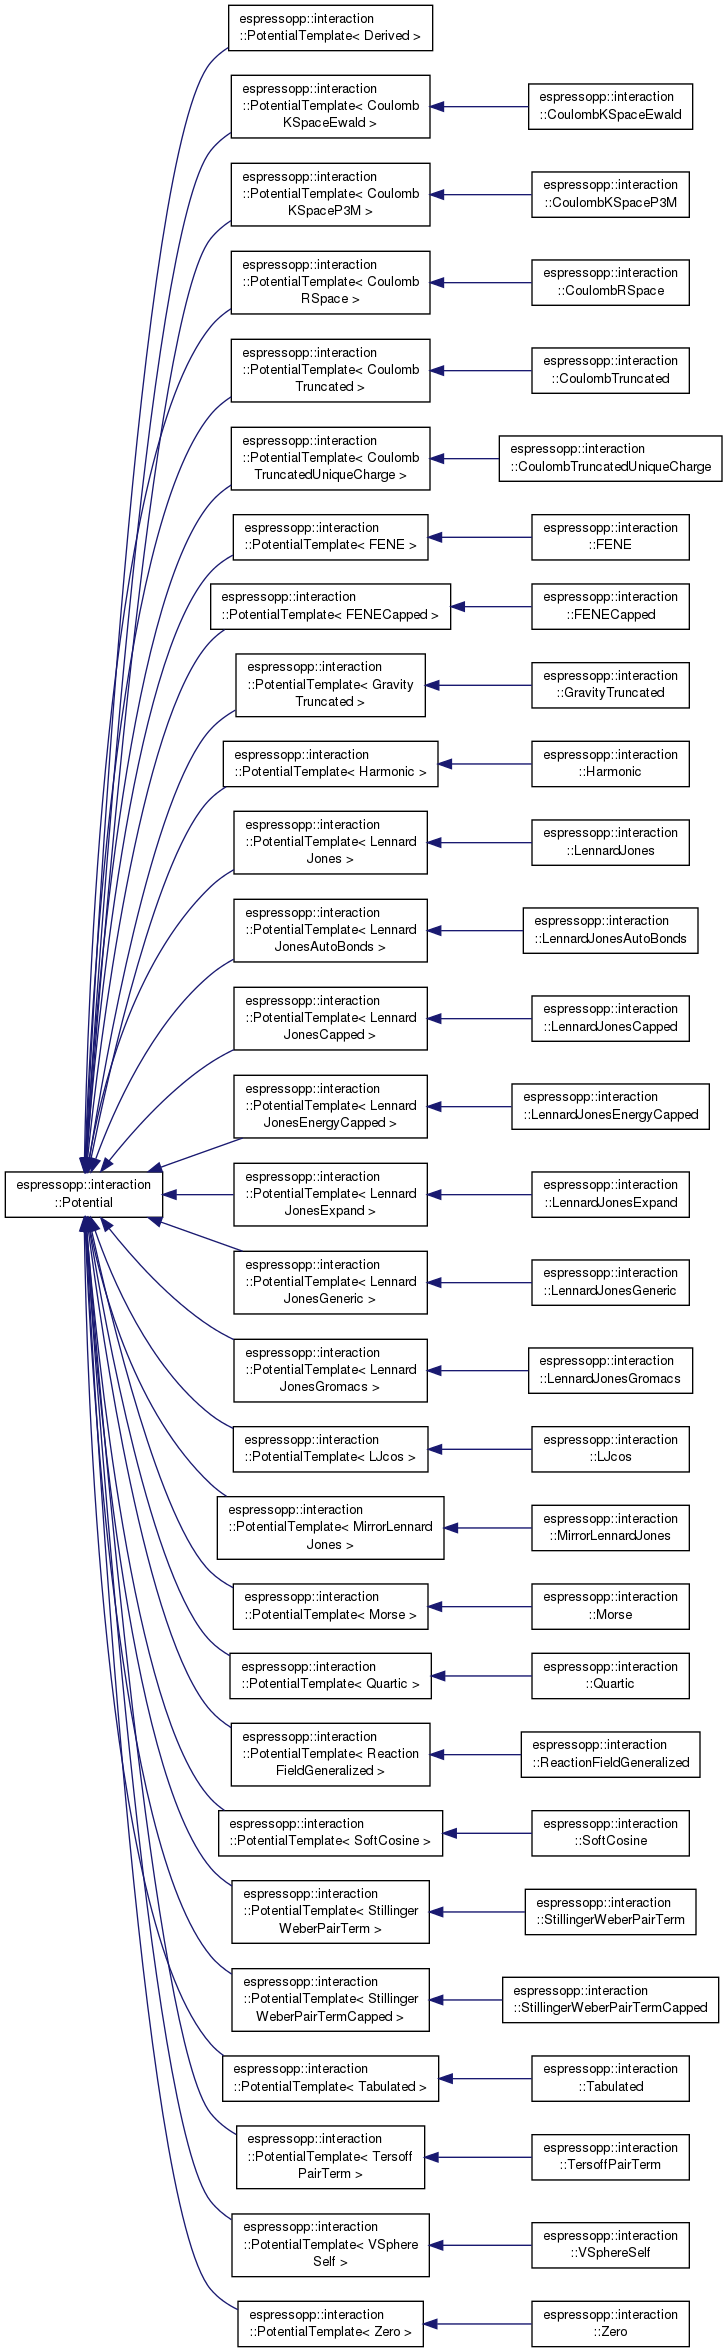 espressopp::interaction
::PotentialTemplate< Derived >
espressopp::interaction
::PotentialTemplate< Coulomb
KSpaceEwald >
espressopp::interaction
::CoulombKSpaceEwald
espressopp::interaction
::PotentialTemplate< Coulomb
KSpaceP3M >
espressopp::interaction
::CoulombKSpaceP3M
espressopp::interaction
::PotentialTemplate< Coulomb
RSpace >
espressopp::interaction
::CoulombRSpace
espressopp::interaction
::PotentialTemplate< Coulomb
Truncated >
espressopp::interaction
::CoulombTruncated
espressopp::interaction
::PotentialTemplate< Coulomb
TruncatedUniqueCharge >
espressopp::interaction
::CoulombTruncatedUniqueCharge
espressopp::interaction
::PotentialTemplate< FENE >
espressopp::interaction
::FENE
espressopp::interaction
::PotentialTemplate< FENECapped >
espressopp::interaction
::FENECapped
espressopp::interaction
::PotentialTemplate< Gravity
Truncated >
espressopp::interaction
::GravityTruncated
espressopp::interaction
::PotentialTemplate< Harmonic >
espressopp::interaction
::Harmonic
espressopp::interaction
::PotentialTemplate< Lennard
Jones >
espressopp::interaction
::LennardJones
espressopp::interaction
::PotentialTemplate< Lennard
JonesAutoBonds >
espressopp::interaction
::LennardJonesAutoBonds
espressopp::interaction
::PotentialTemplate< Lennard
JonesCapped >
espressopp::interaction
::LennardJonesCapped
espressopp::interaction
::PotentialTemplate< Lennard
JonesEnergyCapped >
espressopp::interaction
::LennardJonesEnergyCapped
espressopp::interaction
::Potential
espressopp::interaction
::PotentialTemplate< Lennard
JonesExpand >
espressopp::interaction
::LennardJonesExpand
espressopp::interaction
::PotentialTemplate< Lennard
JonesGeneric >
espressopp::interaction
::LennardJonesGeneric
espressopp::interaction
::PotentialTemplate< Lennard
JonesGromacs >
espressopp::interaction
::LennardJonesGromacs
espressopp::interaction
::PotentialTemplate< LJcos >
espressopp::interaction
::LJcos
espressopp::interaction
::PotentialTemplate< MirrorLennard
Jones >
espressopp::interaction
::MirrorLennardJones
espressopp::interaction
::PotentialTemplate< Morse >
espressopp::interaction
::Morse
espressopp::interaction
::PotentialTemplate< Quartic >
espressopp::interaction
::Quartic
espressopp::interaction
::PotentialTemplate< Reaction
FieldGeneralized >
espressopp::interaction
::ReactionFieldGeneralized
espressopp::interaction
::PotentialTemplate< SoftCosine >
espressopp::interaction
::SoftCosine
espressopp::interaction
::PotentialTemplate< Stillinger
WeberPairTerm >
espressopp::interaction
::StillingerWeberPairTerm
espressopp::interaction
::PotentialTemplate< Stillinger
WeberPairTermCapped >
espressopp::interaction
::StillingerWeberPairTermCapped
espressopp::interaction
::PotentialTemplate< Tabulated >
espressopp::interaction
::Tabulated
espressopp::interaction
::PotentialTemplate< Tersoff
PairTerm >
espressopp::interaction
::TersoffPairTerm
espressopp::interaction
::PotentialTemplate< VSphere
Self >
espressopp::interaction
::VSphereSelf
espressopp::interaction
::PotentialTemplate< Zero >
espressopp::interaction
::Zero